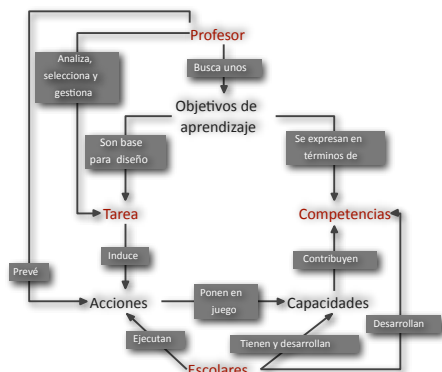 Profesor
Analiza,
selecciona y
gestiona
Busca unos
Objetivos de
aprendizaje
Son base
para diseño
Se expresan en
términos de
Tarea
Competencias
Induce
Contribuyen
Prevé
Acciones
Ponen en
juego
Capacidades
Desarrollan
Ejecutan
Tienen y desarrollan
Escolares